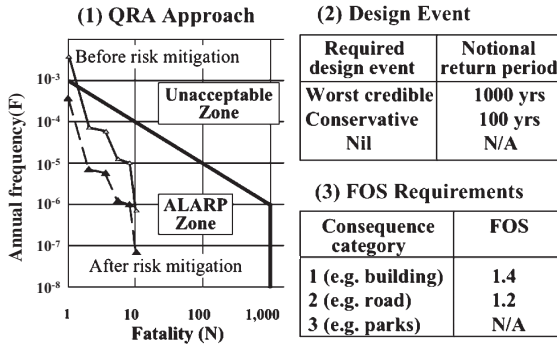 (1) QRA Approach
Before risk mitigation
Unacceptable
Zone
ALARP
Zone
After risk mitigation
Annual frequency(F)
10-3
10-4
10-5
10-6
10-7
10-8
1
10
100
1,000
Fatality (N)
(2) Design Event
Required Notional
design event return period
Worst credible 1000 yrs
Conservative 100 yrs
Nil N/A
(3) FOS Requirements
Consequence FOS
category
1 (e.g. building) 1.4
2 (e.g. road) 1.2
3 (e.g. parks) N/A